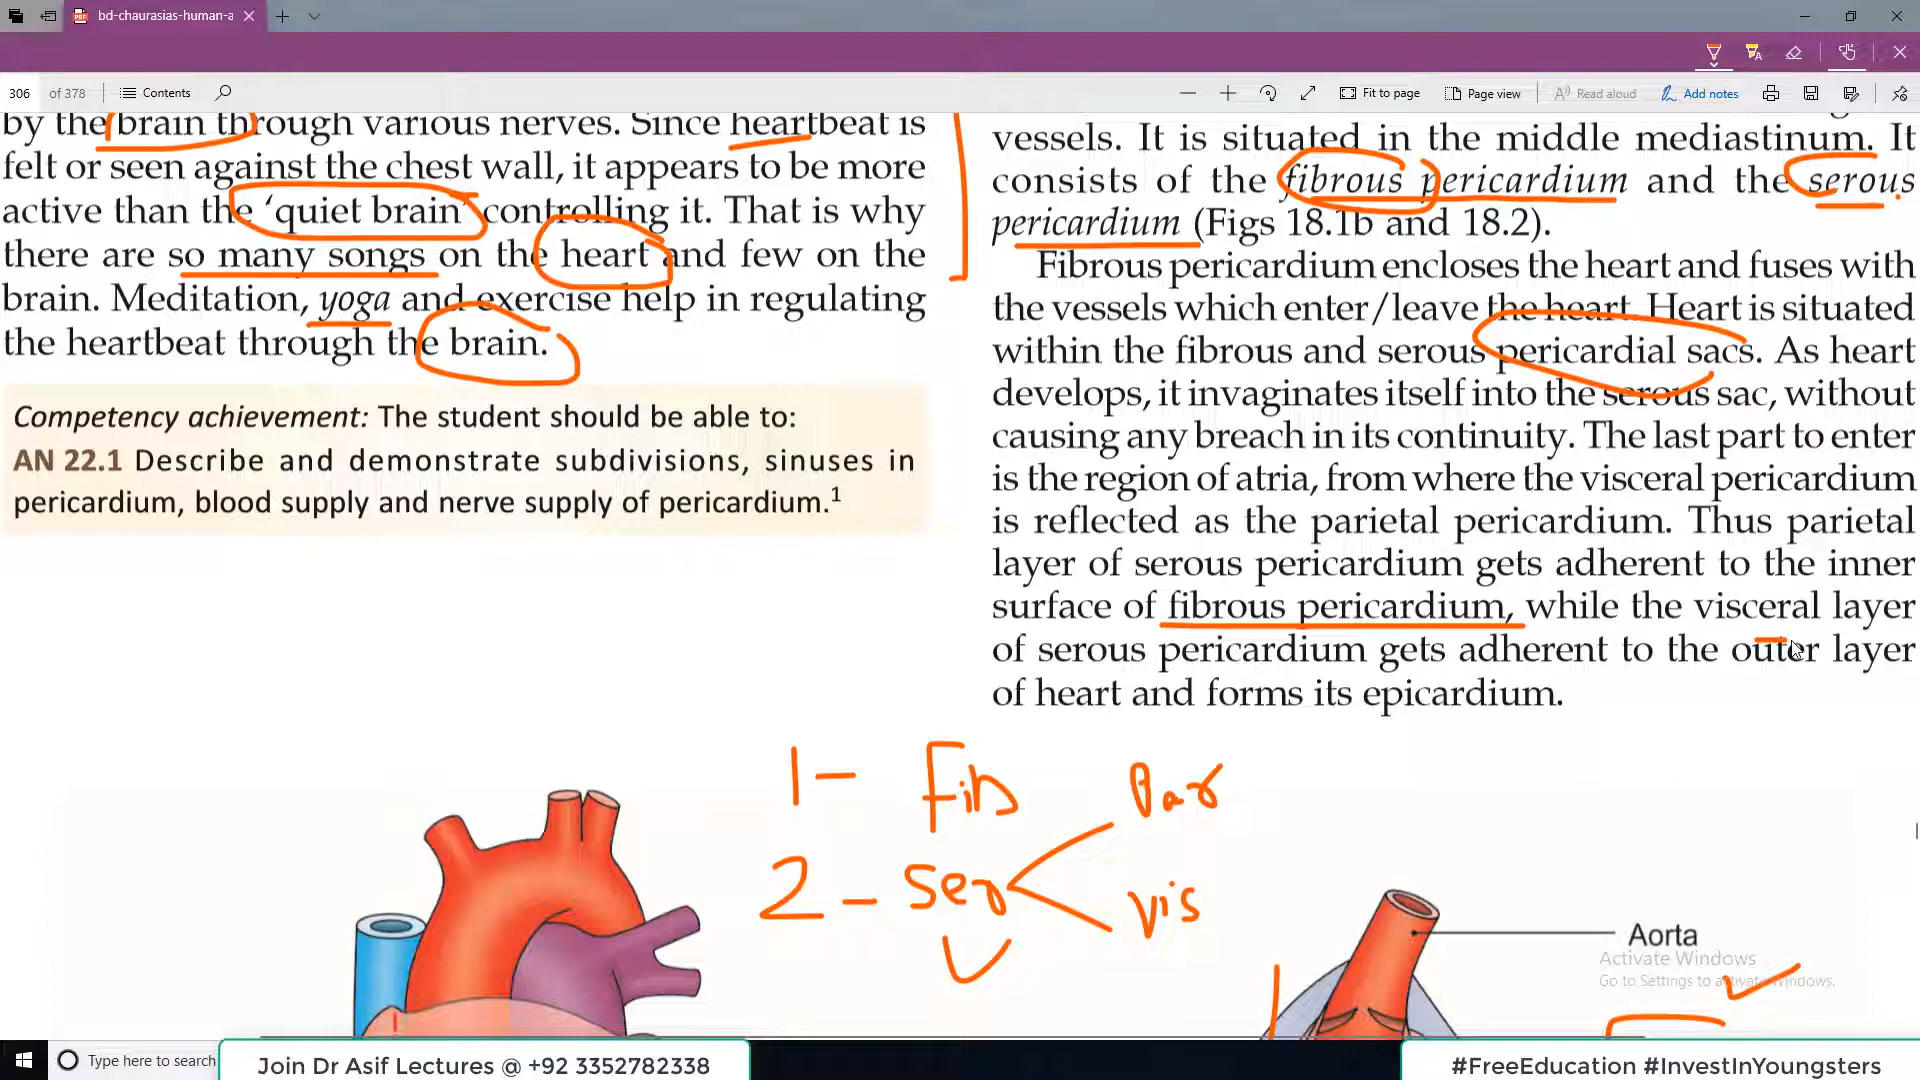 bd-chaurasias-human-a
306 of 378
Contents
Fit to page
Page view
Read aloud
Add notes
by the brain through various nerves. Since heartbeat is
felt or seen against the chest wall, it appears to be more
active than the ‘quiet brain’ controlling it. That is why
there are so many songs on the heart and few on the
brain. Meditation, yoga and exercise help in regulating
the heartbeat through the brain.
Competency achievement: The student should be able to:
AN 22.1 Describe and demonstrate subdivisions, sinuses in
pericardium, blood supply and nerve supply of pericardium.1
vessels. It is situated in the middle mediastinum. It
consists of the fibrous pericardium and the serous
pericardium (Figs 18.1b and 18.2).
Fibrous pericardium encloses the heart and fuses with
the vessels which enter/leave the heart. Heart is situated
within the fibrous and serous pericardial sacs. As heart
develops, it invaginates itself into the serous sac, without
causing any breach in its continuity. The last part to enter
is the region of atria, from where the visceral pericardium
is reflected as the parietal pericardium. Thus parietal
layer of serous pericardium gets adherent to the inner
surface of fibrous pericardium, while the visceral layer
of serous pericardium gets adherent to the outer layer
of heart and forms its epicardium.
1 - Fib
Par
2 - Ser
Vis
Aorta
Activate Windows
Go to Settings to activate Windows.
Type here to search
Join Dr Asif Lectures @ +92 3352782338
#FreeEducation #InvestInYoungsters